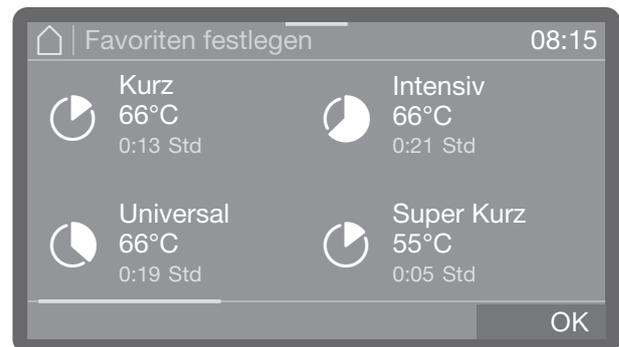 Favoriten festlegen 08:15
Kurz
66°C
0:13 Std
Intensiv
66°C
0:21 Std
Universal
66°C
0:19 Std
Super Kurz
55°C
0:05 Std
OK